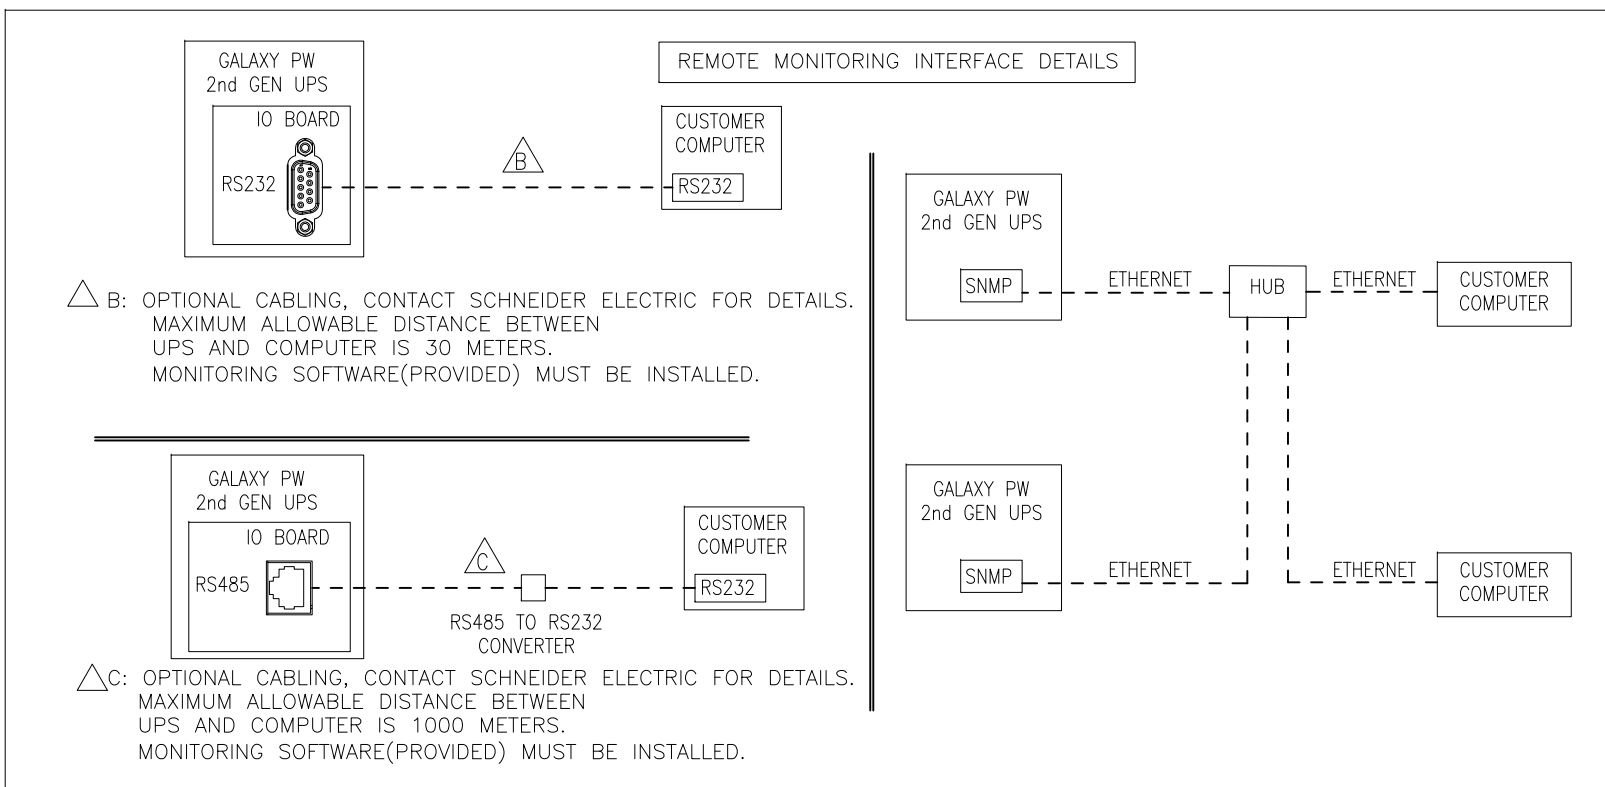 REMOTE MONITORING INTERFACE DETAILS
GALAXY PW
2nd GEN UPS
IO BOARD
RS232
B
CUSTOMER
COMPUTER
RS232
B: OPTIONAL CABLING, CONTACT SCHNEIDER ELECTRIC FOR DETAILS.
MAXIMUM ALLOWABLE DISTANCE BETWEEN
UPS AND COMPUTER IS 30 METERS.
MONITORING SOFTWARE(PROVIDED) MUST BE INSTALLED.
GALAXY PW
2nd GEN UPS
IO BOARD
RS485
C
RS485 TO RS232
CONVERTER
CUSTOMER
COMPUTER
RS232
C: OPTIONAL CABLING, CONTACT SCHNEIDER ELECTRIC FOR DETAILS.
MAXIMUM ALLOWABLE DISTANCE BETWEEN
UPS AND COMPUTER IS 1000 METERS.
MONITORING SOFTWARE(PROVIDED) MUST BE INSTALLED.
GALAXY PW
2nd GEN UPS
SNMP
ETHERNET
HUB
ETHERNET
CUSTOMER
COMPUTER
GALAXY PW
2nd GEN UPS
SNMP
ETHERNET
ETHERNET
CUSTOMER
COMPUTER